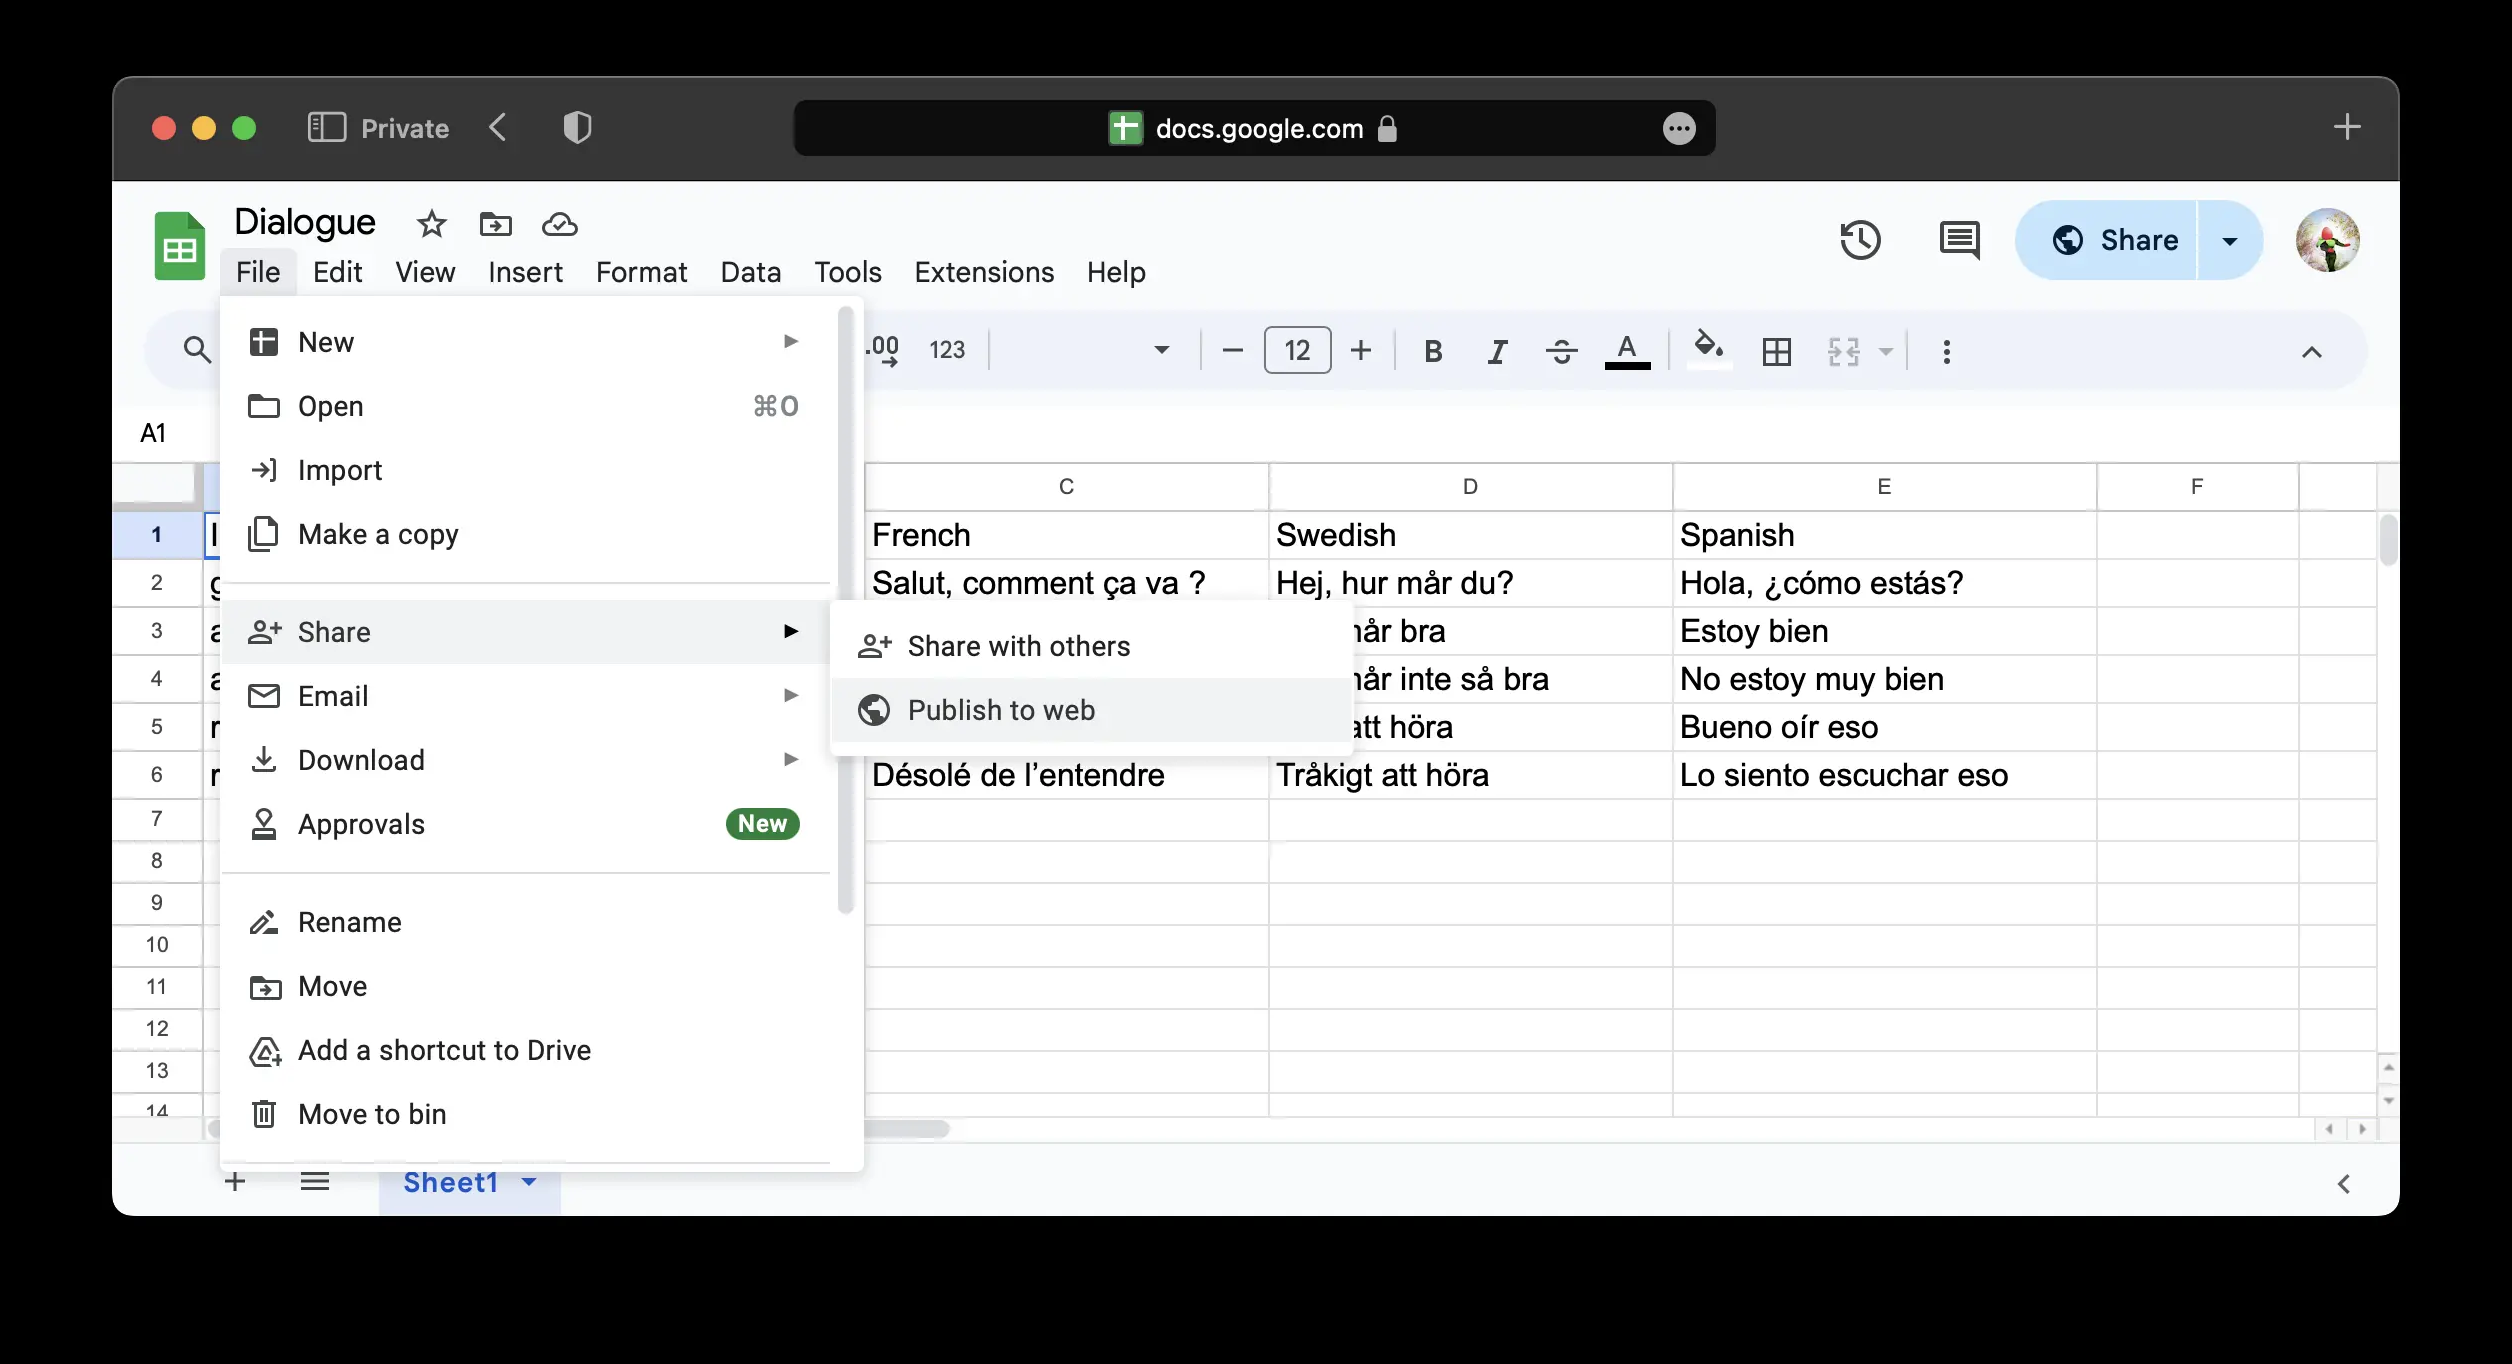 Private
docs.google.com
Dialogue
File Edit View Insert Format Data Tools Extensions Help
Share
.00 123 12 B I S A
New
Open ⌘O
Import
Make a copy
Share
Email
Download
Approvals New
Rename
Move
Add a shortcut to Drive
Move to bin
Share with others
Publish to web
A1
C D E F
1 French Swedish Spanish
2 Salut, comment ça va ? Hej, hur mår du? Hola, ¿cómo estás?
3 bra Estoy bien
4 inte så bra No estoy muy bien
5 att höra Bueno oír eso
6 Désolé de l’entendre Tråkigt att höra Lo siento escuchar eso
7
8
9
10
11
12
13
14
Sheet1